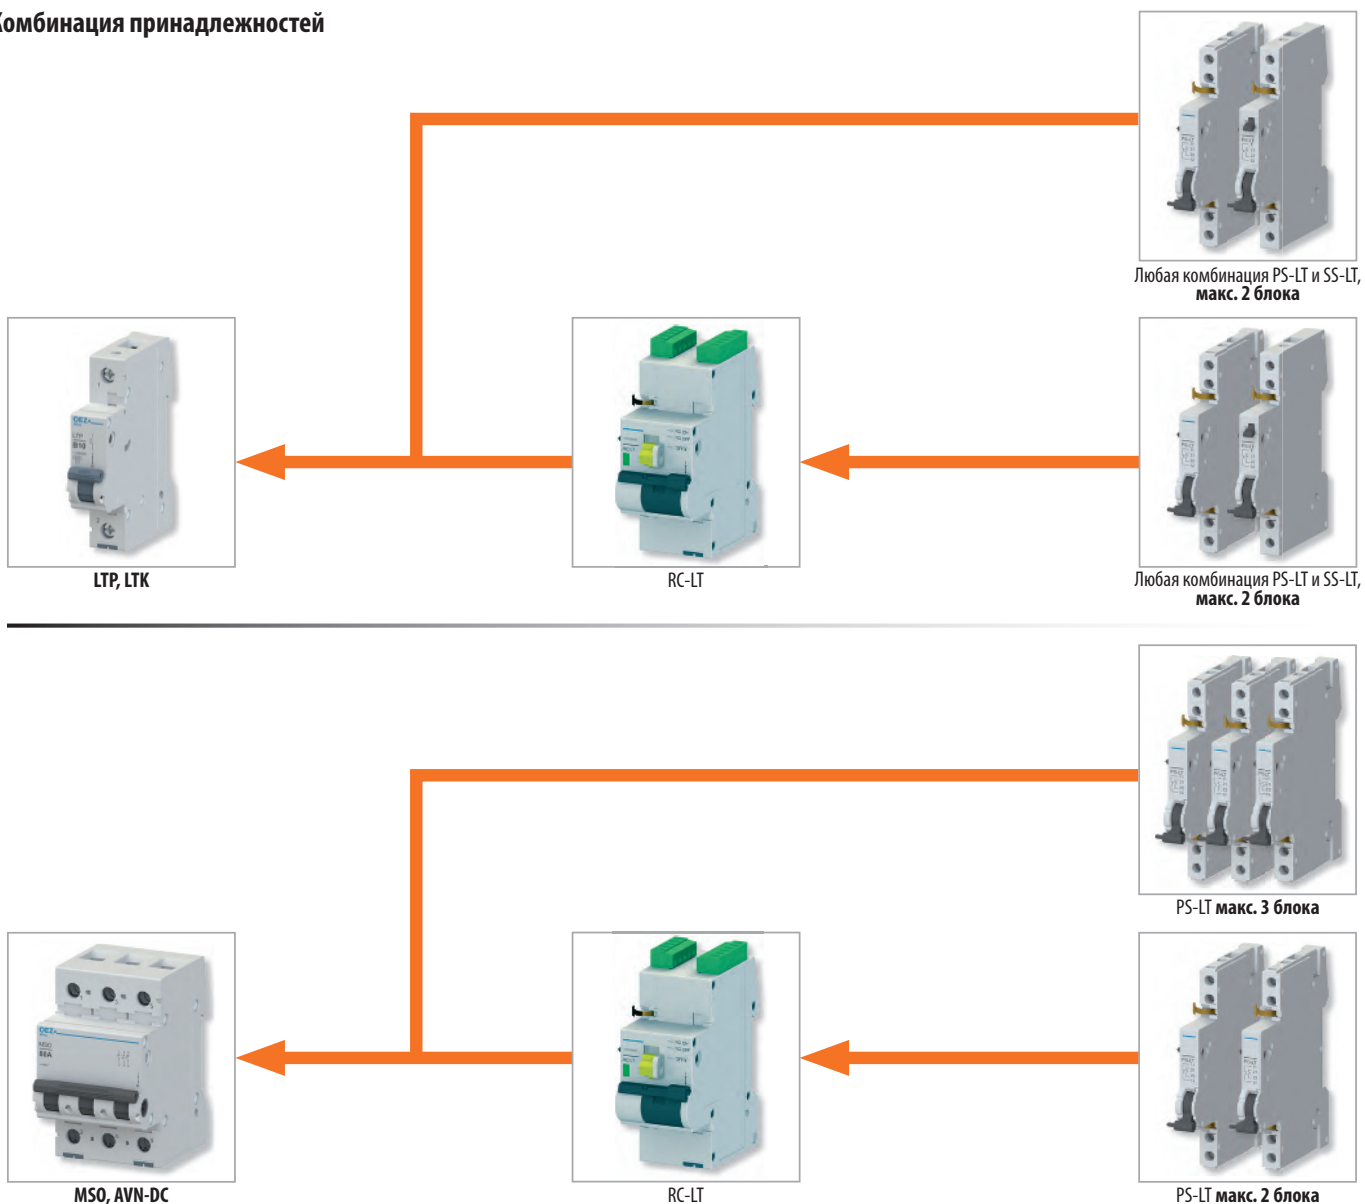 Комбинация принадлежностей
Любая комбинация PS-LT и SS-LT,
макс. 2 блока
LTP, LTK
RC-LT
Любая комбинация PS-LT и SS-LT,
макс. 2 блока
PS-LT макс. 3 блока
MSO, AVN-DC
RC-LT
PS-LT макс. 2 блока